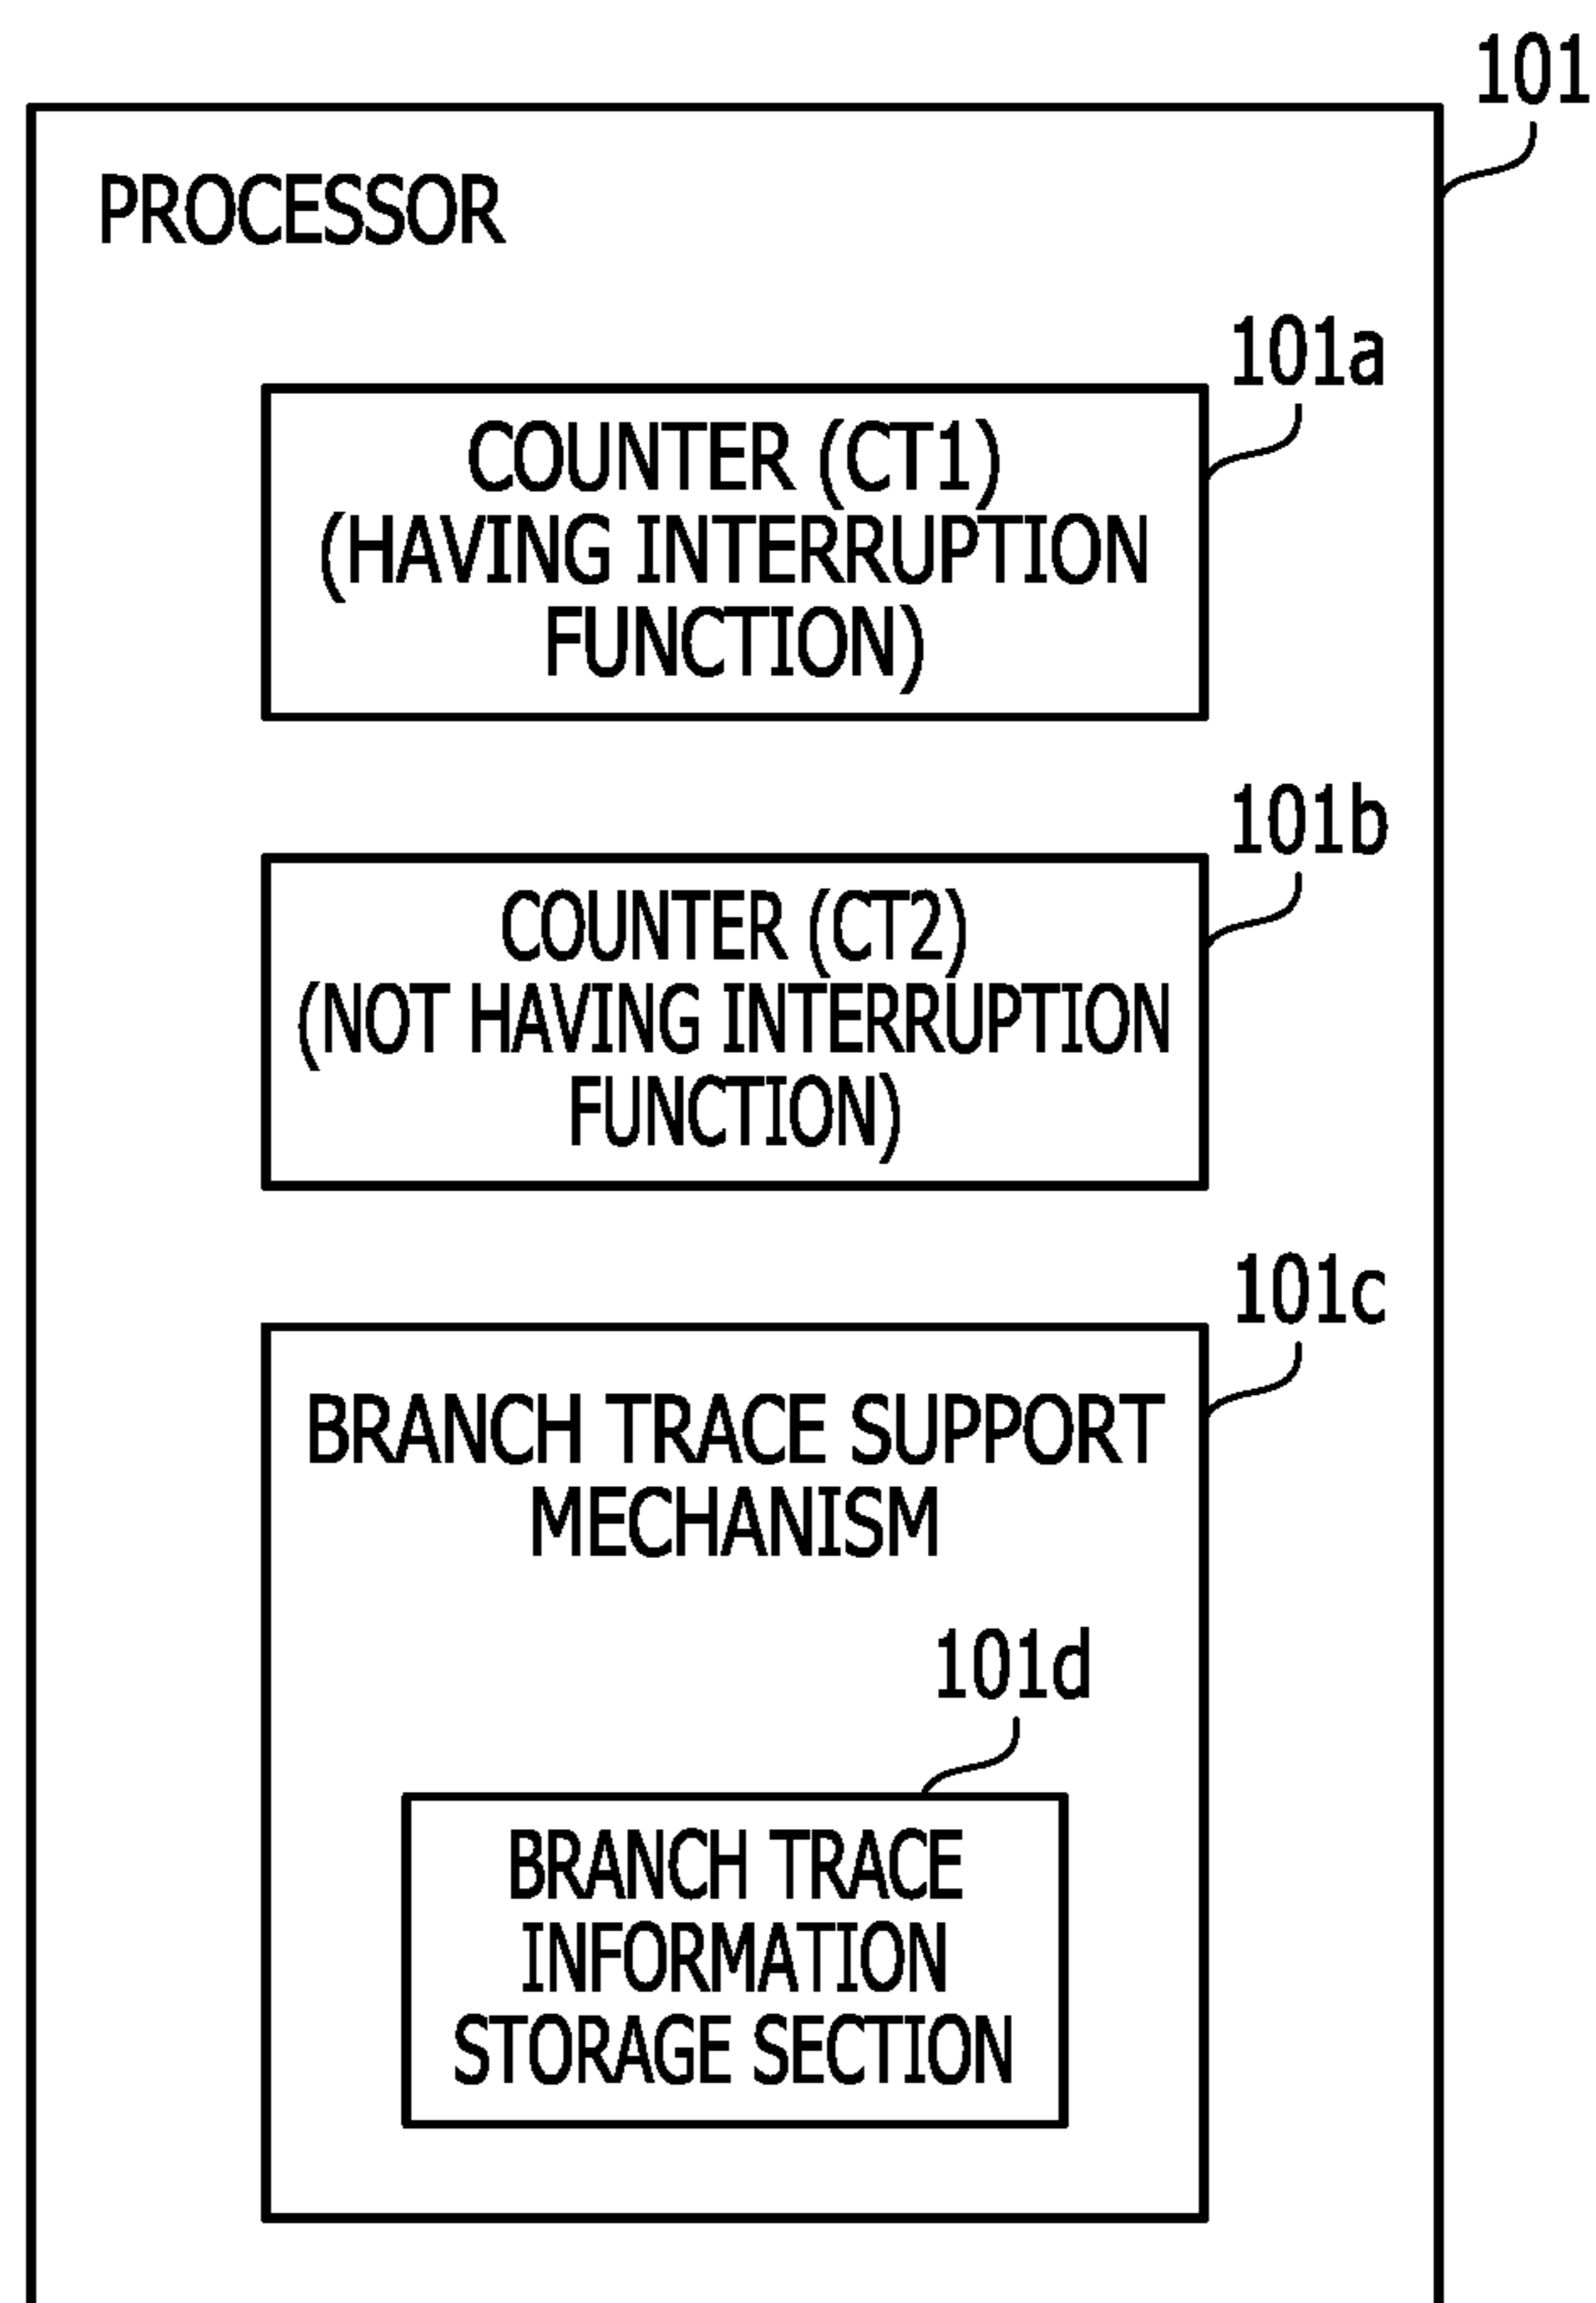 101
PROCESSOR
101a
COUNTER (CT1)
(HAVING INTERRUPTION
FUNCTION)
101b
COUNTER (CT2)
(NOT HAVING INTERRUPTION
FUNCTION)
101c
BRANCH TRACE SUPPORT
MECHANISM
101d
BRANCH TRACE
INFORMATION
STORAGE SECTION